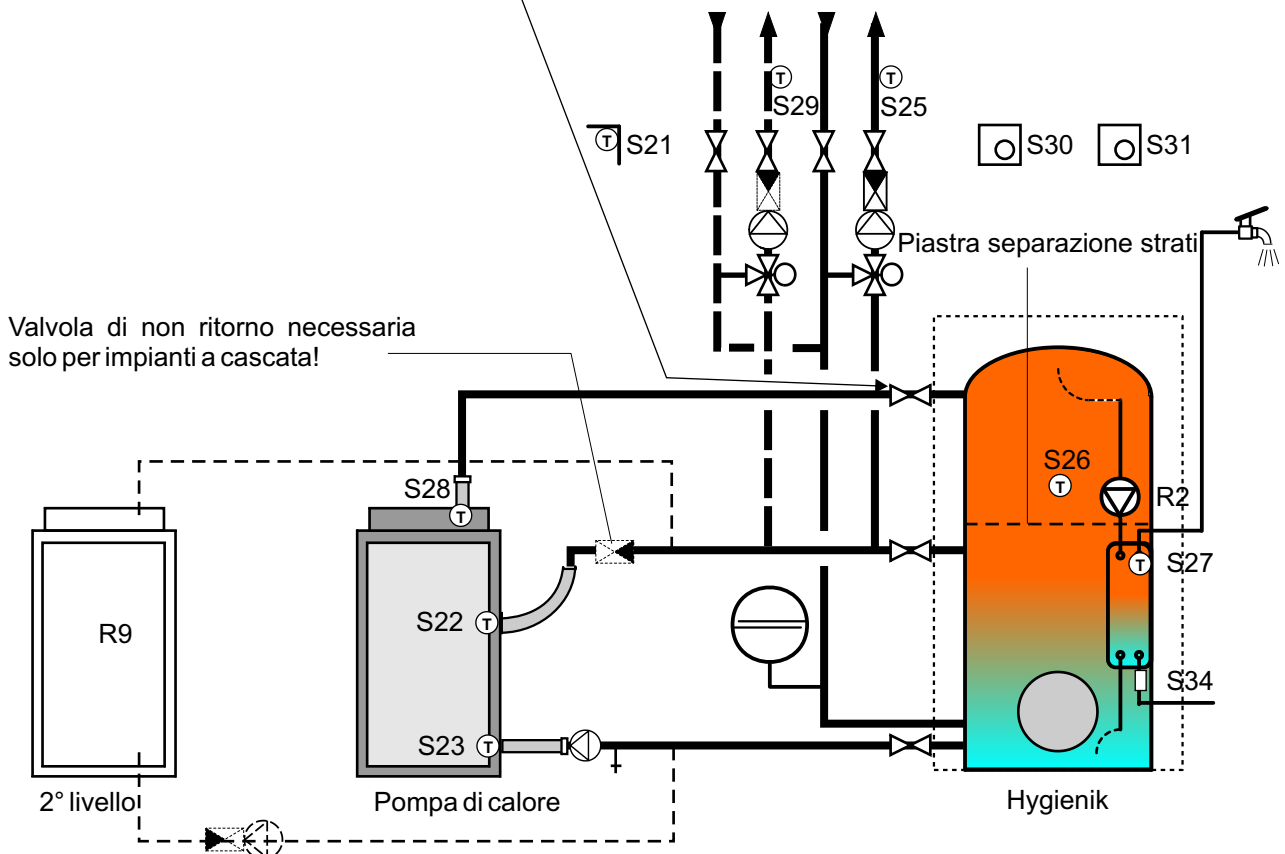 S29
S25
S21
S30
S31
Piastra separazione strati
Valvola di non ritorno necessaria
solo per impianti a cascata!
S26
S28
R2
S27
S22
R9
S34
S23
2° livello
Pompa di calore
Hygienik
T
T
T
T
T
T
T
T